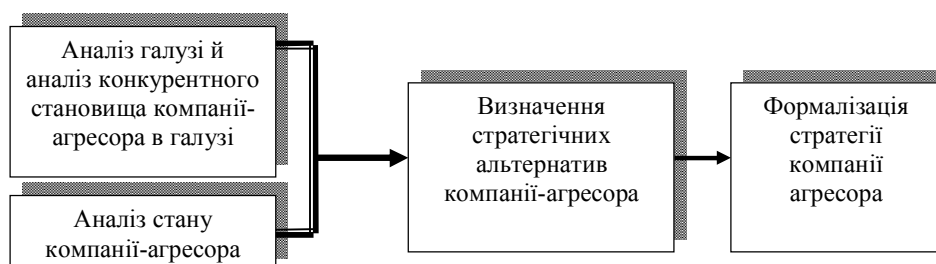 Аналіз галузі й
аналіз конкурентного
становища компанії-
агресора в галузі
Аналіз стану
компанії-агресора
Визначення
стратегічних
альтернатив
компанії-агресора
Формалізація
стратегії
компанії
агресора